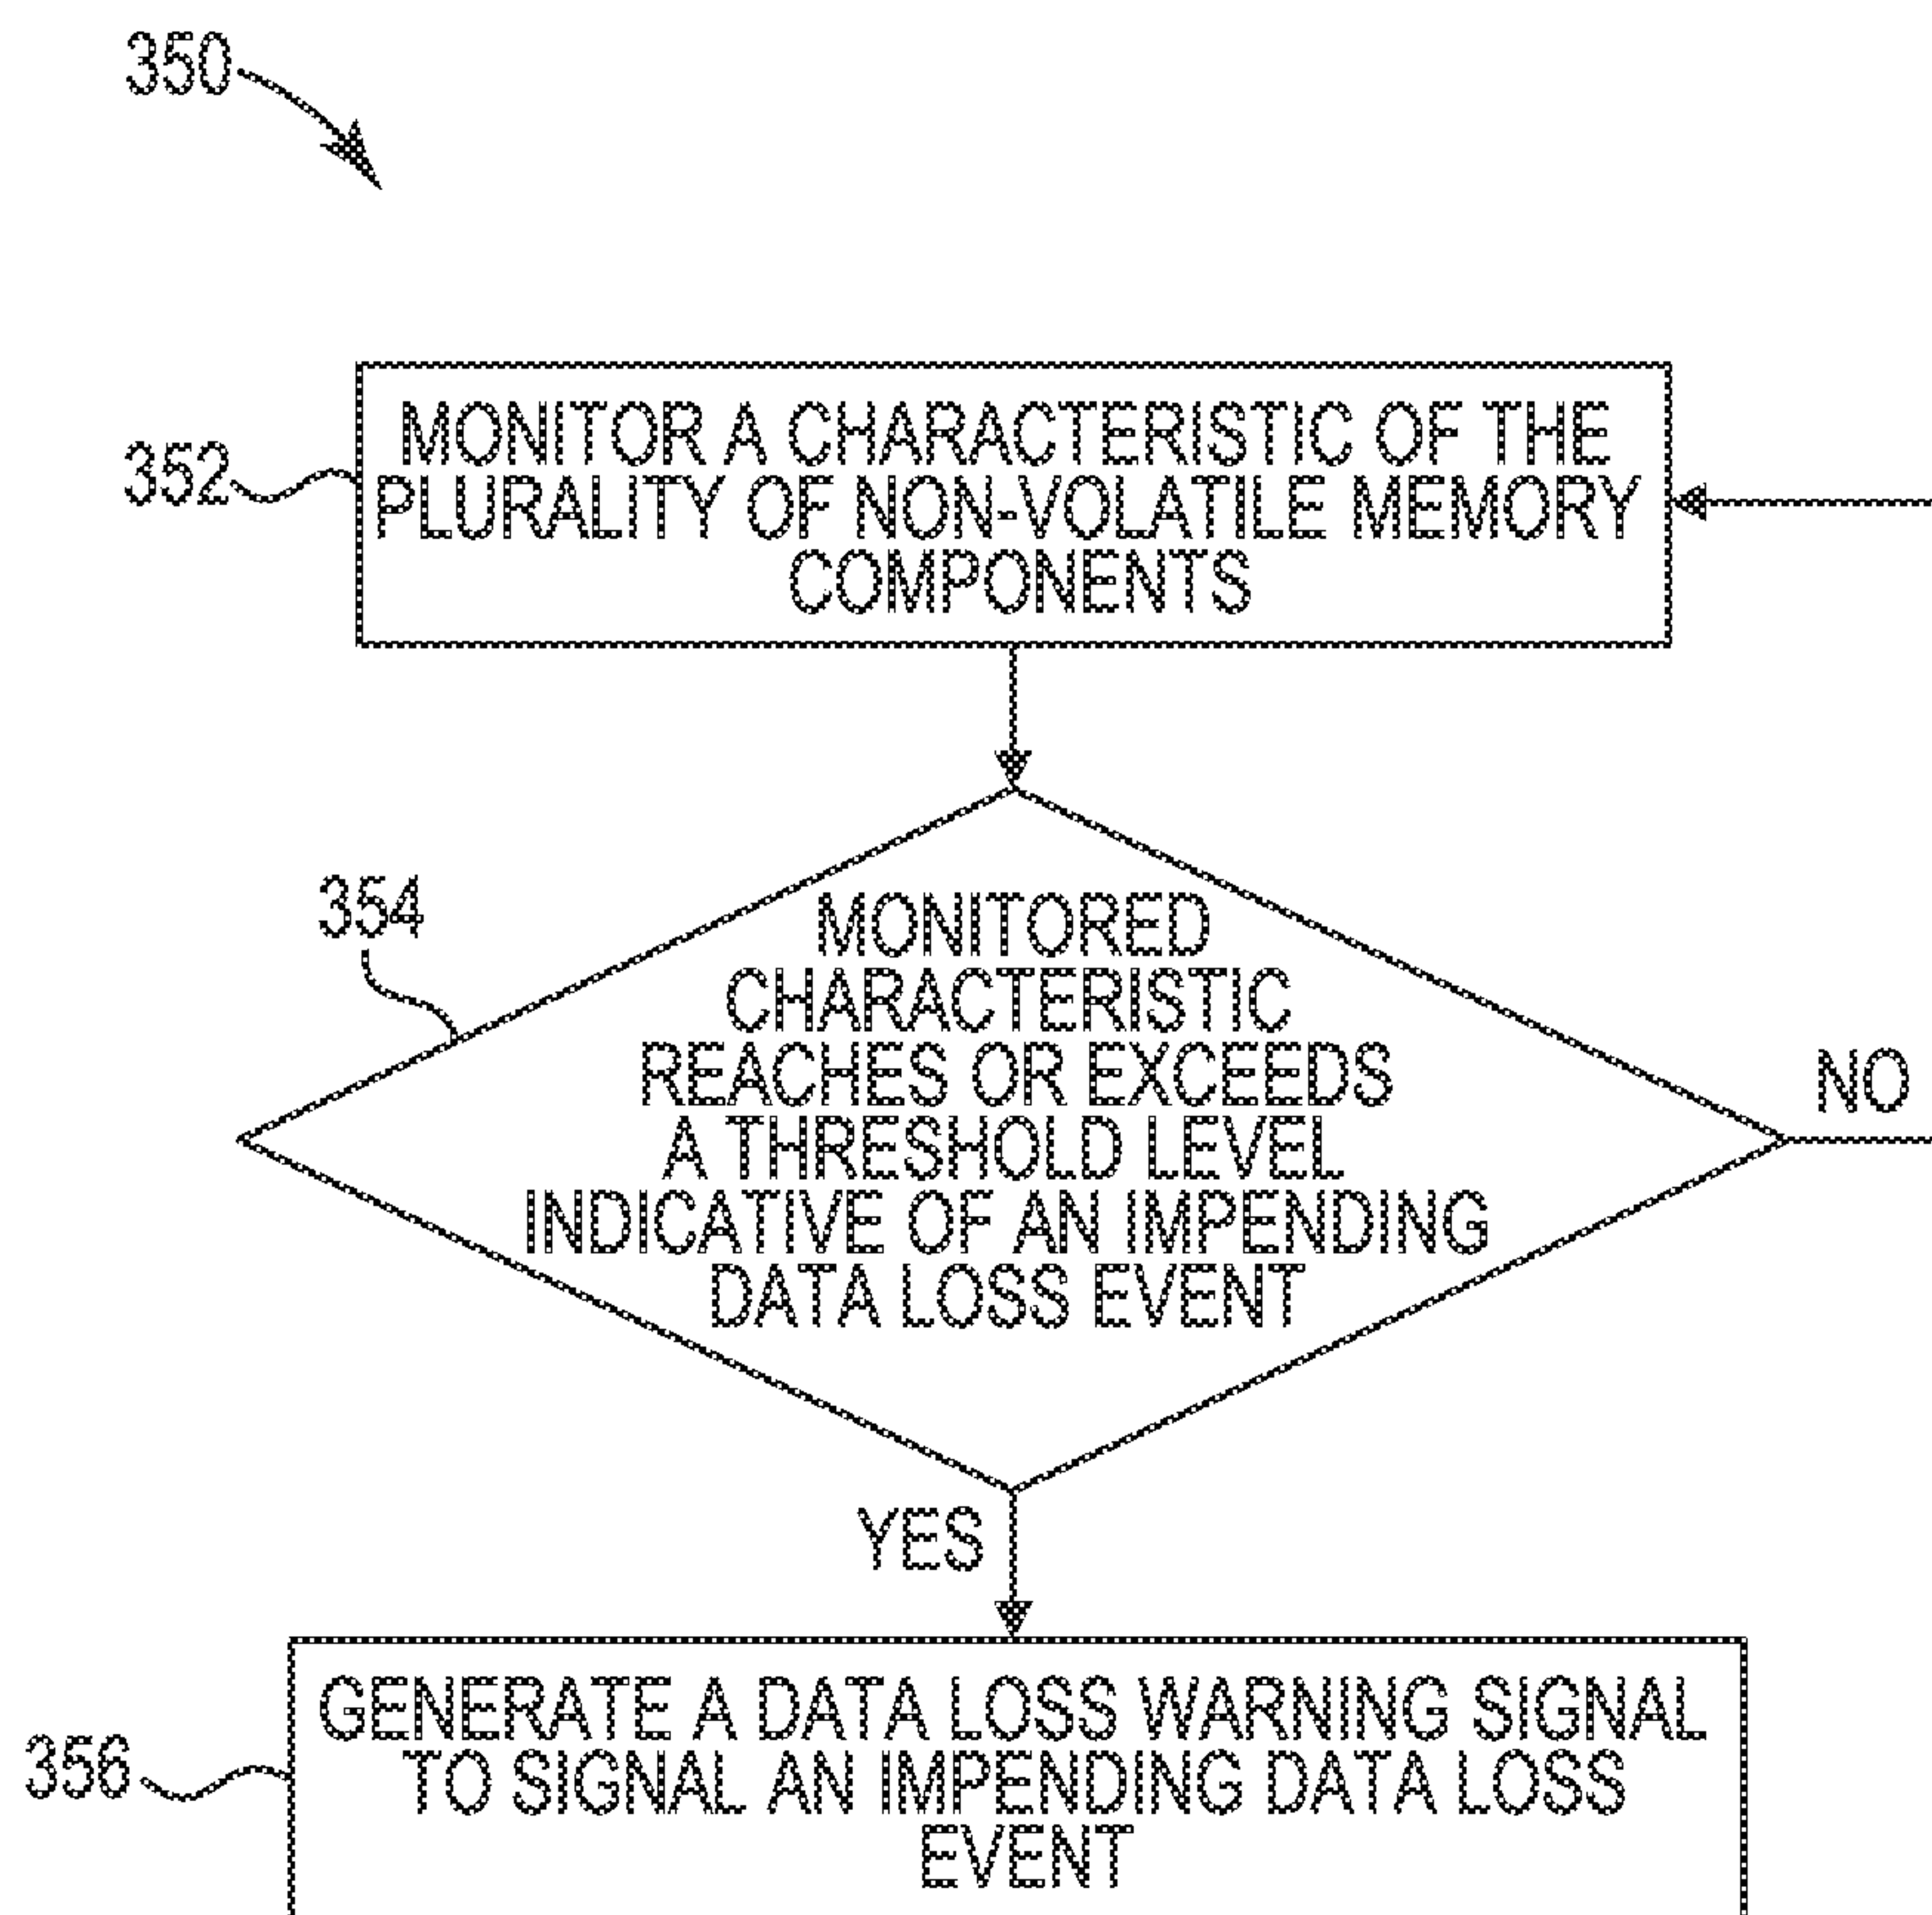 350
352
MONITOR A CHARACTERISTIC OF THE
PLURALITY OF NON-VOLATILE MEMORY
COMPONENTS
354
MONITORED
CHARACTERISTIC
REACHES OR EXCEEDS
A THRESHOLD LEVEL
INDICATIVE OF AN IMPENDING
DATA LOSS EVENT
NO
YES
356
GENERATE A DATA LOSS WARNING SIGNAL
TO SIGNAL AN IMPENDING DATA LOSS
EVENT